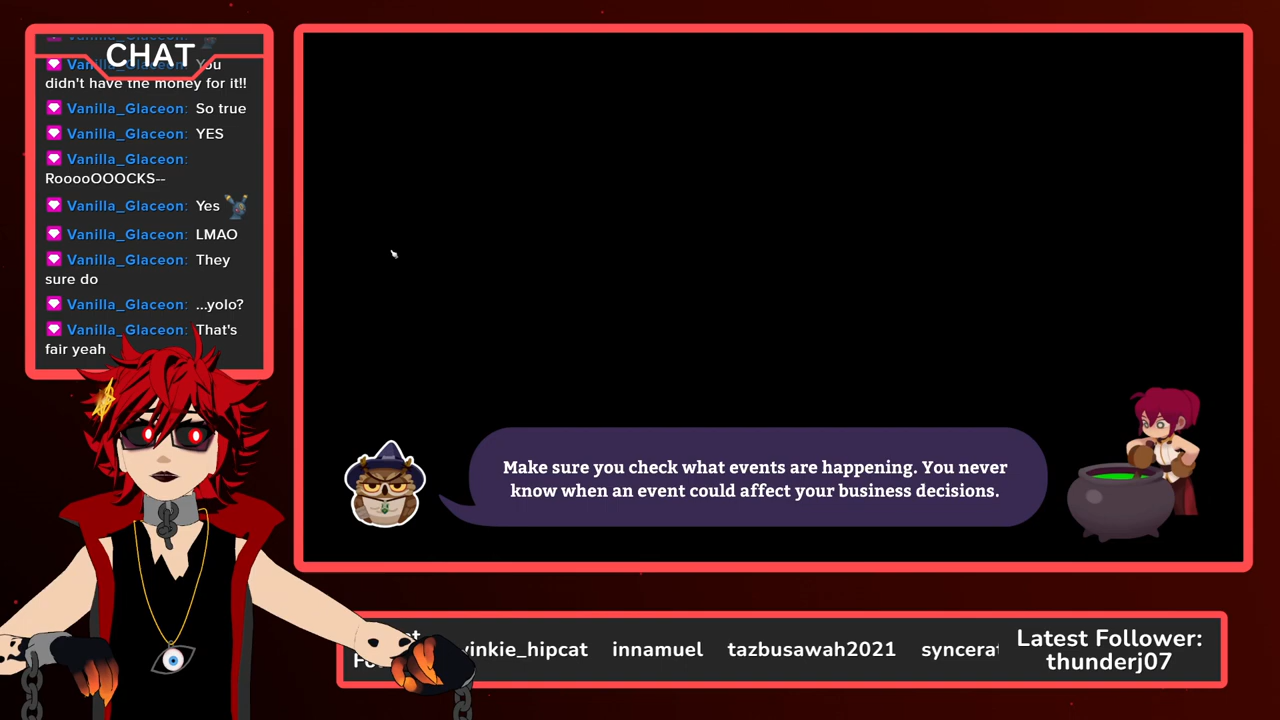 CHAT
Vanilla_Glaceon: You
didn't have the money for it!!
Vanilla_Glaceon: So true
Vanilla_Glaceon: YES
Vanilla_Glaceon:
RooooOOOCKS--
Vanilla_Glaceon: Yes
Vanilla_Glaceon: LMAO
Vanilla_Glaceon: They
sure do
Vanilla_Glaceon: ...yolo?
Vanilla_Glaceon: That's
fair yeah
Make sure you check what events are happening. You never
know when an event could affect your business decisions.
innamuel tazbusawah2021
Latest Follower:
thunderj07